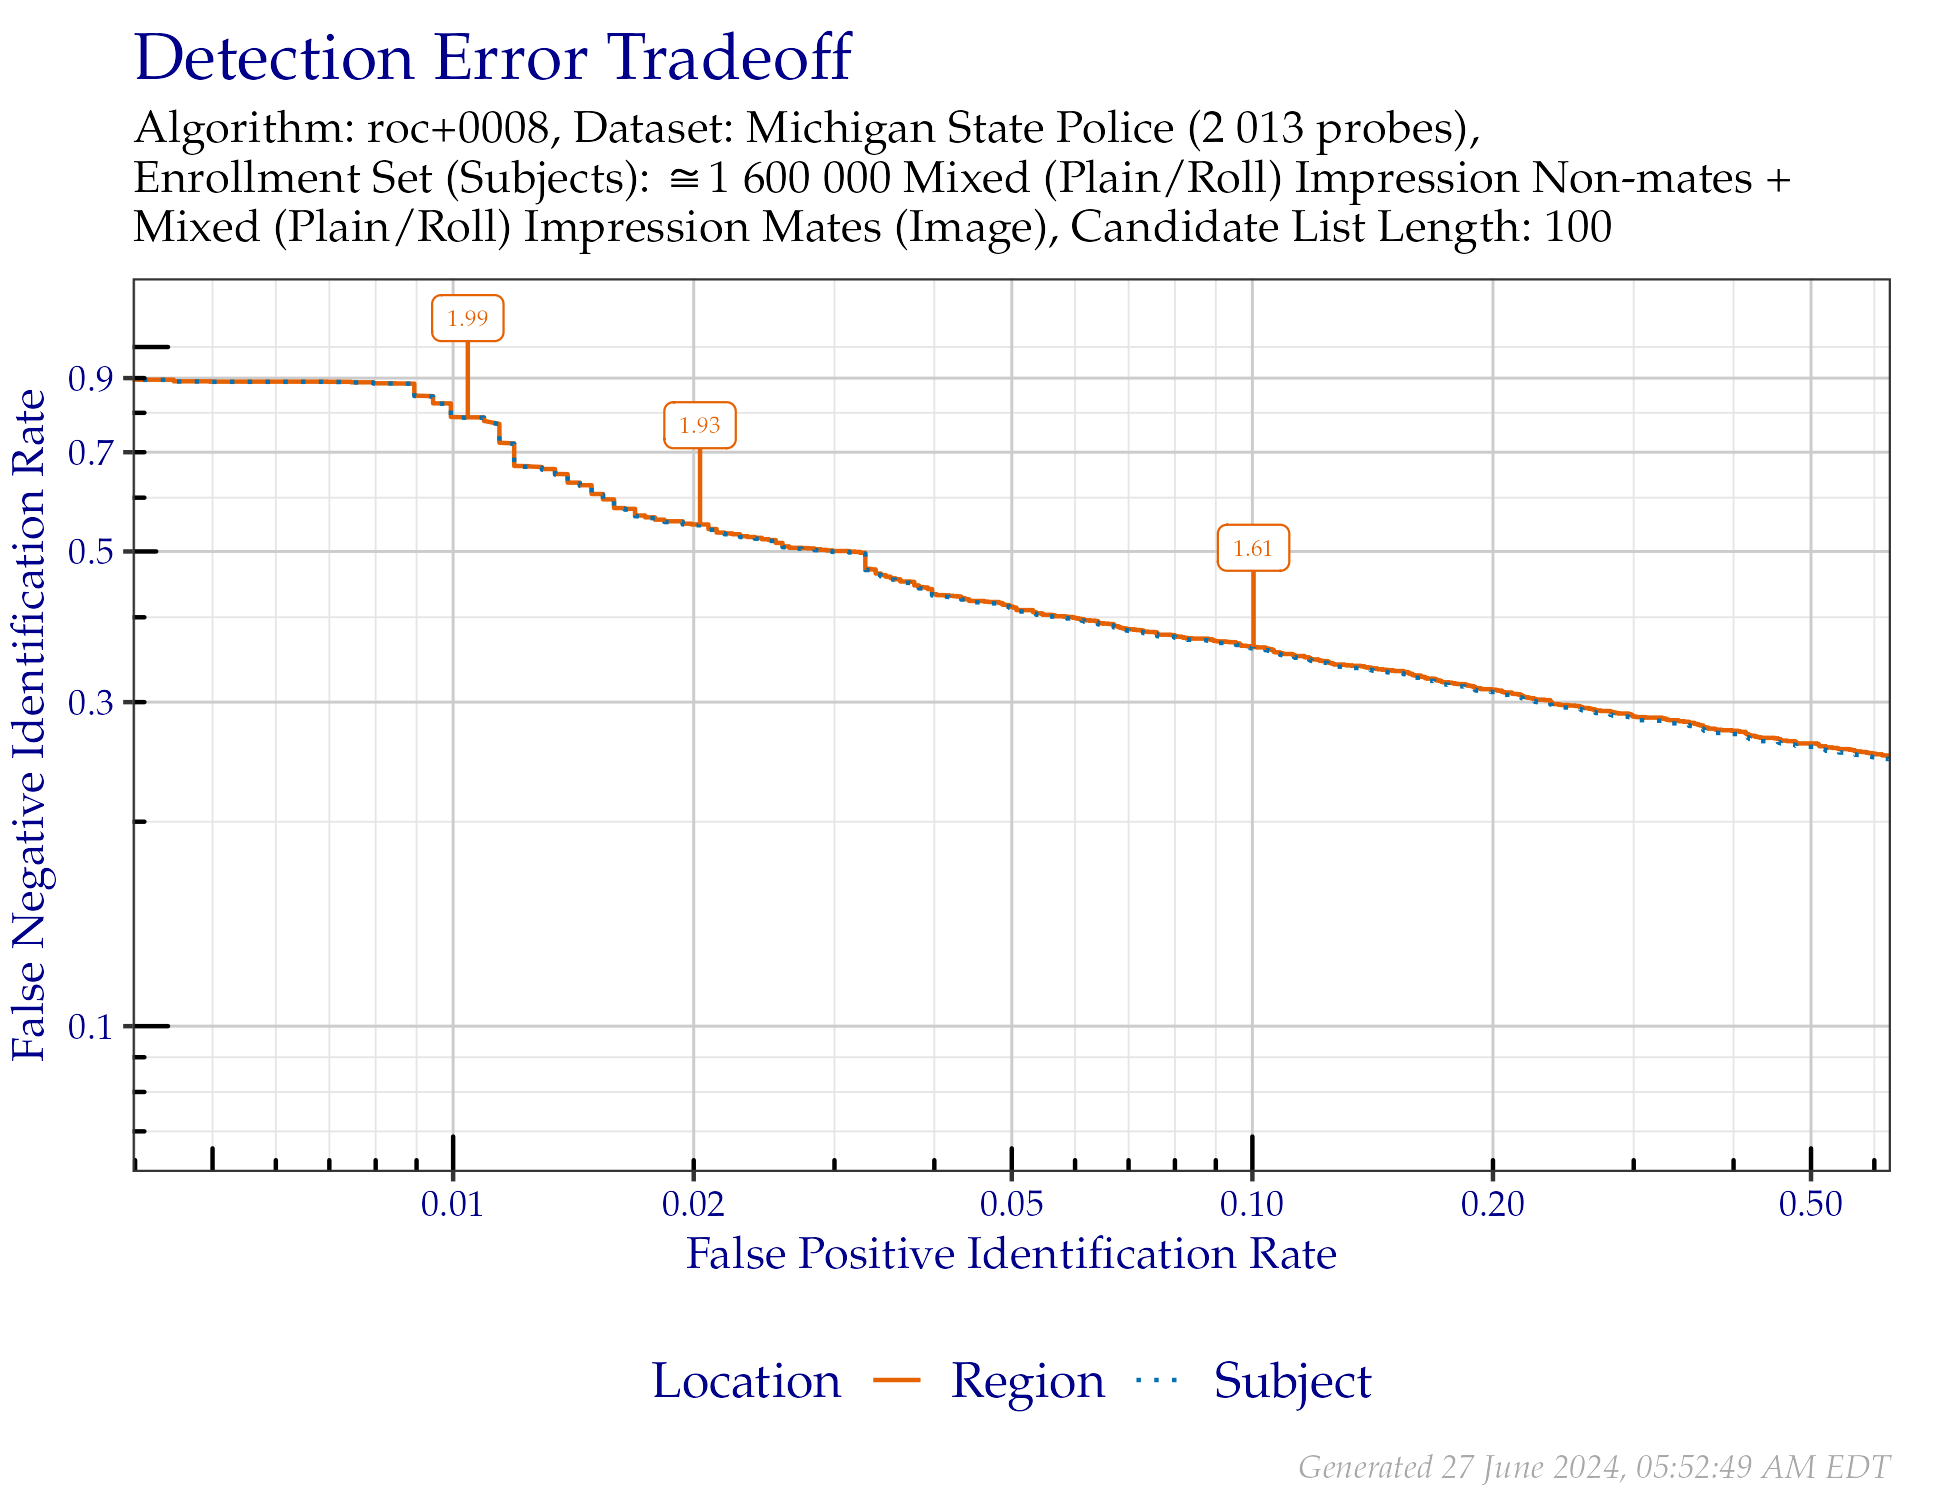 Detection Error Tradeoff
Algorithm: roc+0008, Dataset: Michigan State Police (2 013 probes),
Enrollment Set (Subjects): ≅1 600 000 Mixed (Plain/Roll) Impression Non-mates +
Mixed (Plain/Roll) Impression Mates (Image), Candidate List Length: 100
False Negative Identification Rate
0.9
0.7
0.5
0.3
0.1
1.99
1.93
1.61
0.01 0.02 0.05 0.10 0.20 0.50
False Positive Identification Rate
Location Region Subject
Generated 27 June 2024, 05:52:49 AM EDT